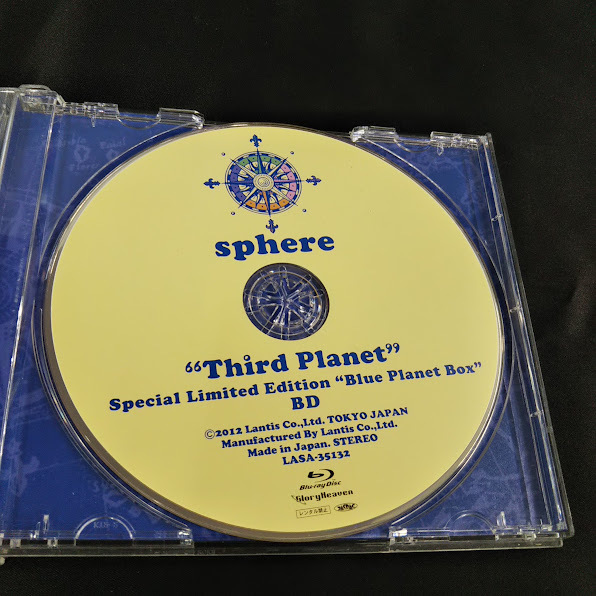 sphere
“Third Planet”
Special Limited Edition “Blue Planet Box”
BD
©2012 Lantis Co.,Ltd. TOKYO JAPAN
Manufactured By Lantis Co.,Ltd.
Made in Japan. STEREO
LASA-35132
Blu-ray Disc
GloryHeaven
レンタル禁止